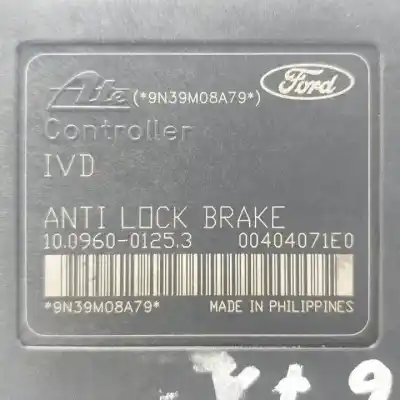 Ate (*9N39M08A79*) Ford
Controller
IVD
ANTI LOCK BRAKE
10.0960-0125.3 00404071E0
*9N39M08A79* MADE IN PHILIPPINES